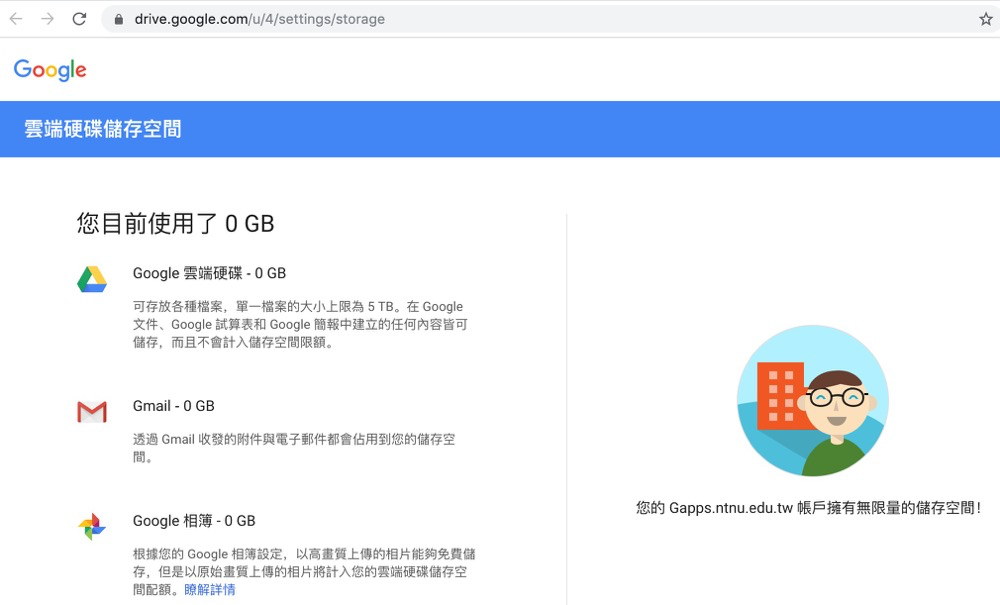 drive.google.com/u/4/settings/storage
Google
雲端硬碟儲存空間
您目前使用了 0 GB
Google 雲端硬碟 - 0 GB
可存放各種檔案，單一檔案的大小上限為 5 TB。在 Google
文件、Google 試算表和 Google 簡報中建立的任何內容皆可
儲存，而且不會計入儲存空間限額。
Gmail - 0 GB
透過 Gmail 收發的附件與電子郵件都會佔用到您的儲存空
間。
Google 相簿 - 0 GB
根據您的 Google 相簿設定，以高畫質上傳的相片能夠免費儲
存，但是以原始畫質上傳的相片將計入您的雲端硬碟儲存空
間配額。瞭解詳情
您的 Gapps.ntnu.edu.tw 帳戶擁有無限量的儲存空間！